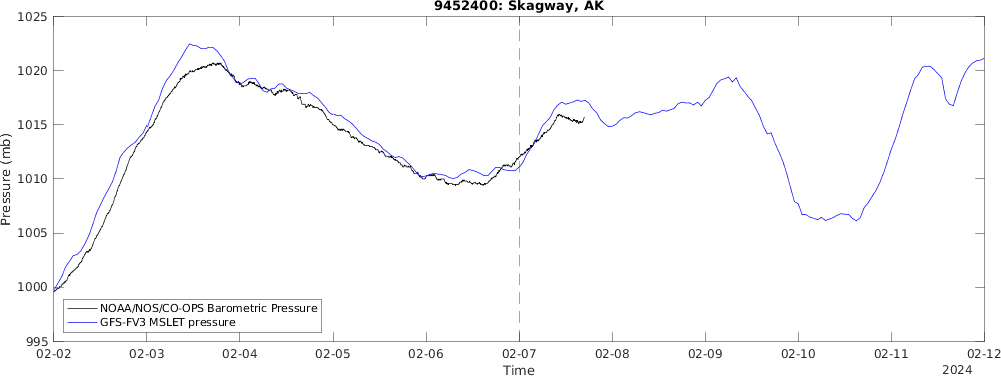 9452400: Skagway, AK
1025
1020
1015
1010
1005
1000
995
Pressure (mb)
NOAA/NOS/CO-OPS Barometric Pressure
GFS-FV3 MSLET pressure
02-02 02-03 02-04 02-05 02-06 02-07 02-08 02-09 02-10 02-11 02-12
Time
2024